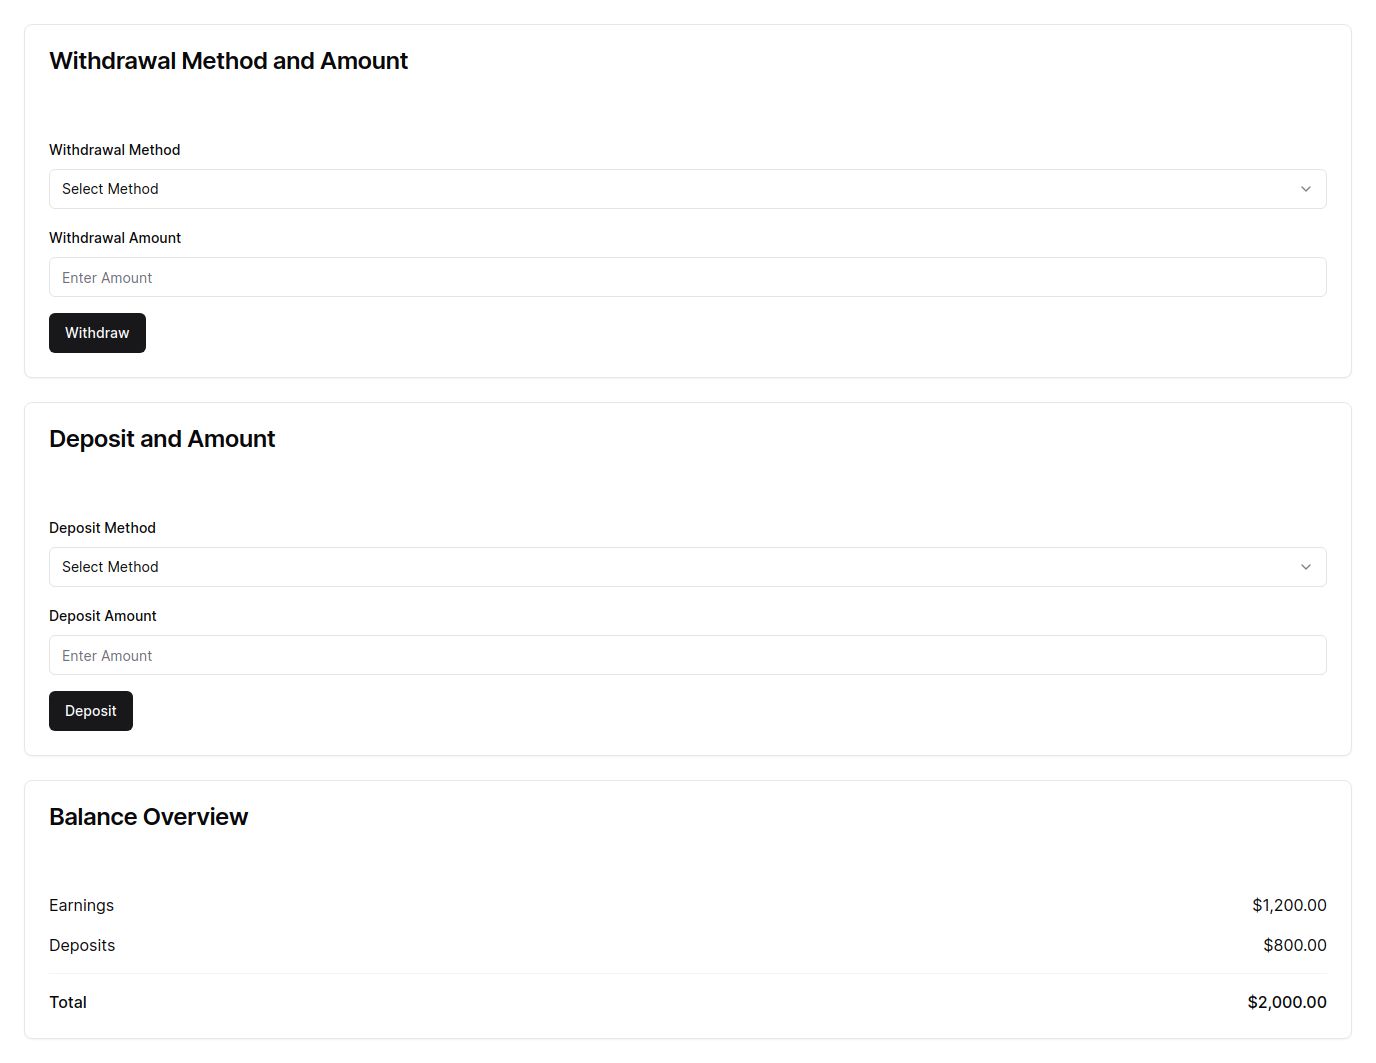 Withdrawal Method and Amount
Withdrawal Method
Select Method
Withdrawal Amount
Enter Amount
Withdraw
Deposit and Amount
Deposit Method
Select Method
Deposit Amount
Enter Amount
Deposit
Balance Overview
Earnings $1,200.00
Deposits $800.00
Total $2,000.00